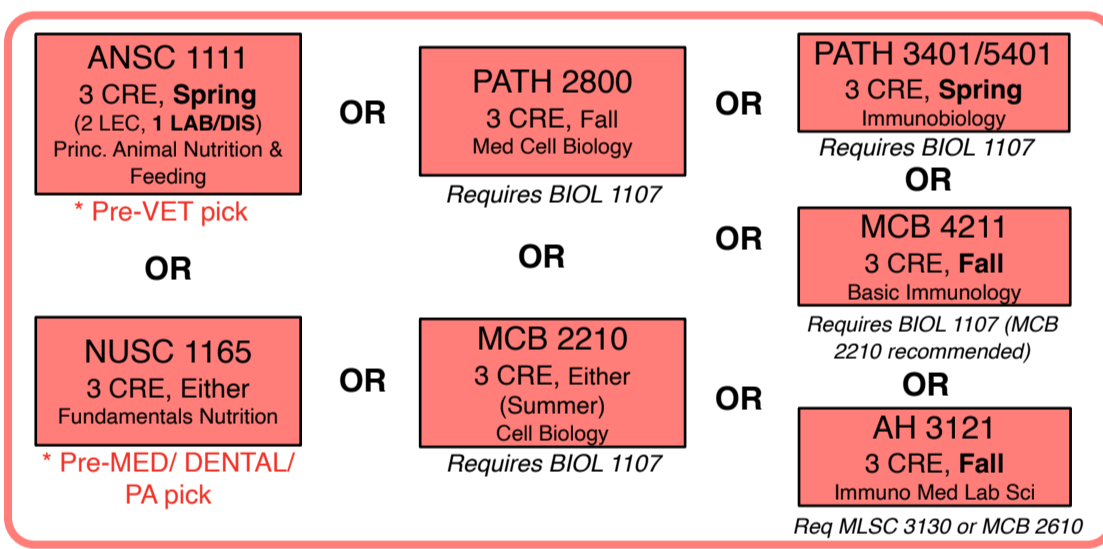 ANSC 1111
3 CRE, Spring
(2 LEC, 1 LAB/DIS)
Princ. Animal Nutrition &
Feeding
* Pre-VET pick
OR
NUSC 1165
3 CRE, Either
Fundamentals Nutrition
* Pre-MED/ DENTAL/
PA pick
OR
OR
PATH 2800
3 CRE, Fall
Med Cell Biology
Requires BIOL 1107
OR
MCB 2210
3 CRE, Either
(Summer)
Cell Biology
Requires BIOL 1107
OR
OR
OR
PATH 3401/5401
3 CRE, Spring
Immunobiology
Requires BIOL 1107
OR
MCB 4211
3 CRE, Fall
Basic Immunology
Requires BIOL 1107 (MCB
2210 recommended)
OR
AH 3121
3 CRE, Fall
Immuno Med Lab Sci
Req MLSC 3130 or MCB 2610